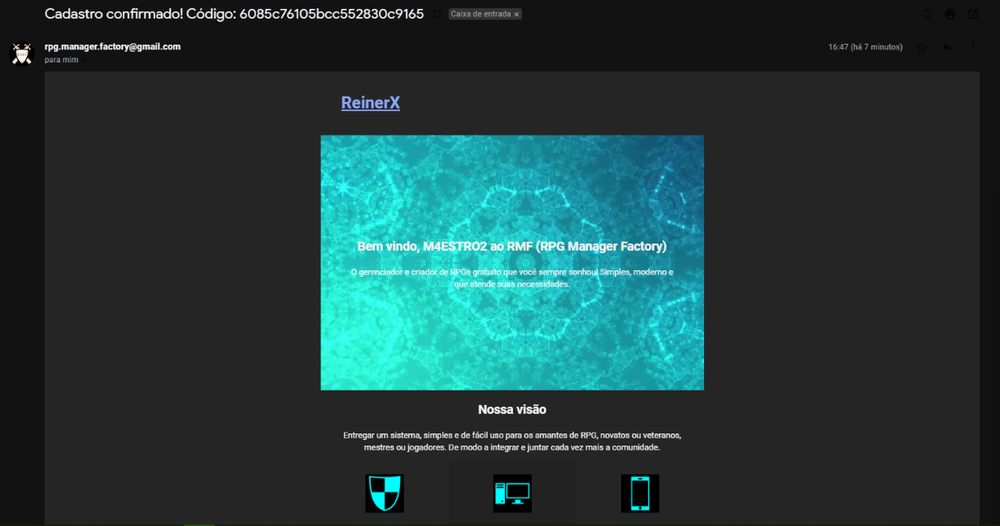 Cadastro confirmado! Código: 6085c76105bcc552830c9165
Caixa de entrada ×
rpg.manager.factory@gmail.com
16:47 (há 7 minutos)
para mim
ReinerX
Bem vindo, M4ESTRO2 ao RMF (RPG Manager Factory)
O gerenciador e criador de RPGs gratuito que você sempre sonhou! Simples, moderno e
que atende suas necessidades.
Nossa visão
Entregar um sistema, simples e de fácil uso para os amantes de RPG, novatos ou veteranos,
mestres ou jogadores. De modo a integrar e juntar cada vez mais a comunidade.